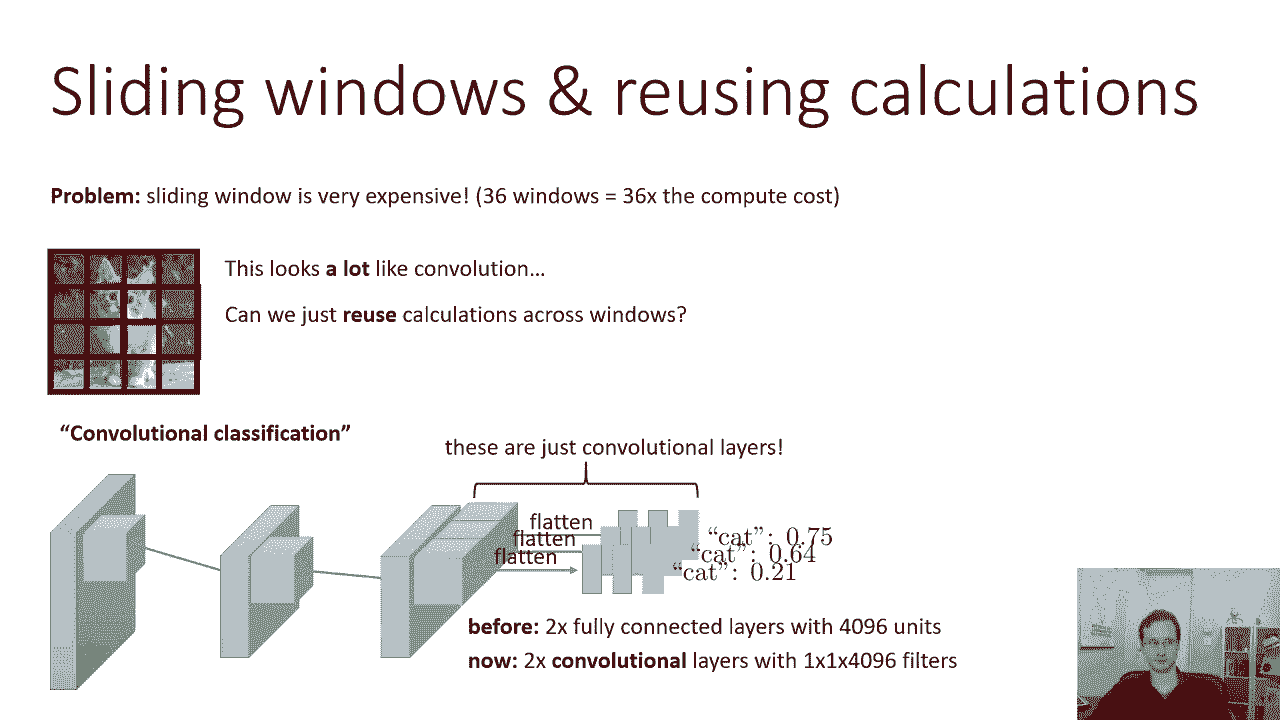 Sliding windows & reusing calculations
Problem: sliding window is very expensive! (36 windows = 36x the compute cost)
This looks a lot like convolution…
Can we just reuse calculations across windows?
“Convolutional classification”
these are just convolutional layers!
flatten
flatten
flatten
“cat”: 0.75
“cat”: 0.64
“cat”: 0.21
before: 2x fully connected layers with 4096 units
now: 2x convolutional layers with 1x1x4096 filters